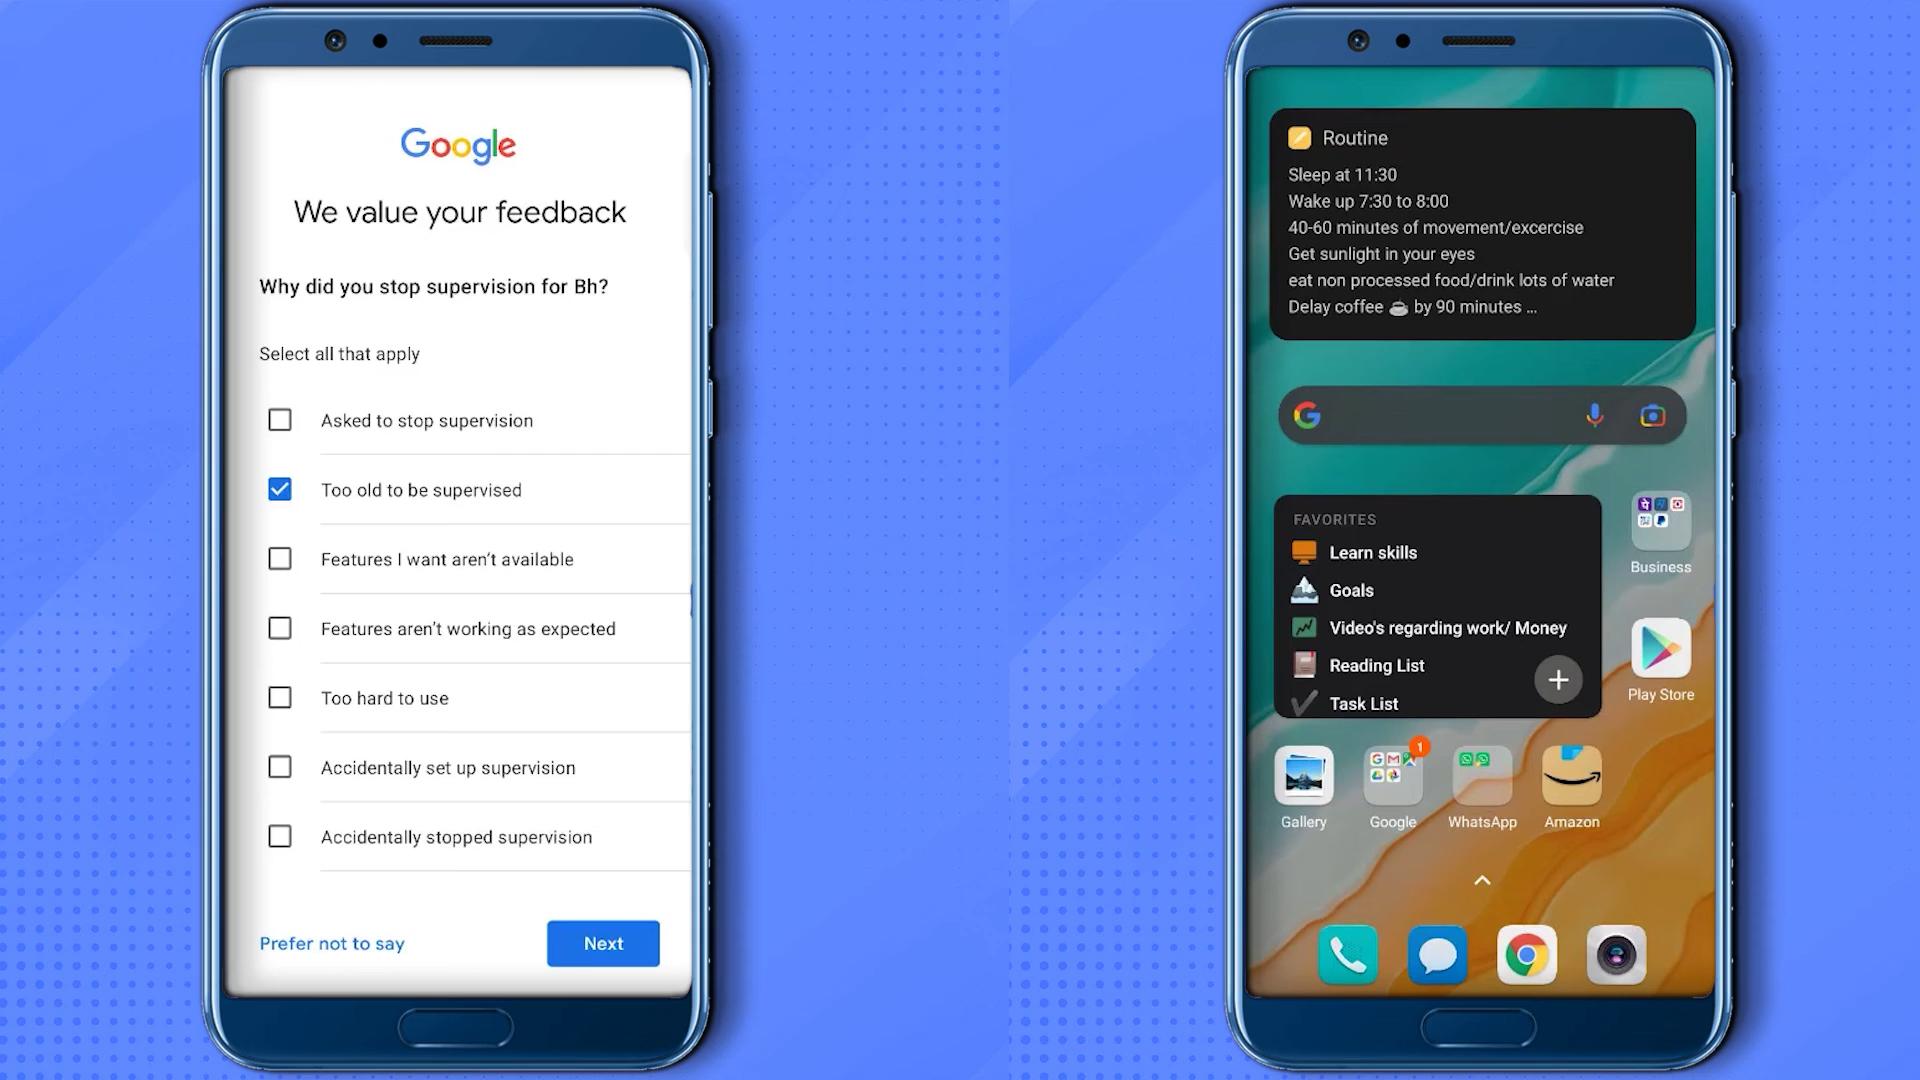 Google
We value your feedback
Why did you stop supervision for Bh?
Select all that apply
Asked to stop supervision
Too old to be supervised
Features I want aren't available
Features aren't working as expected
Too hard to use
Accidentally set up supervision
Accidentally stopped supervision
Prefer not to say
Next
Routine
Sleep at 11:30
Wake up 7:30 to 8:00
40-60 minutes of movement/excercise
Get sunlight in your eyes
eat non processed food/drink lots of water
Delay coffee ☕ by 90 minutes ...
FAVORITES
Learn skills
Goals
Video's regarding work/ Money
Reading List
Task List
Business
Play Store
1
Gallery
Google
WhatsApp
Amazon